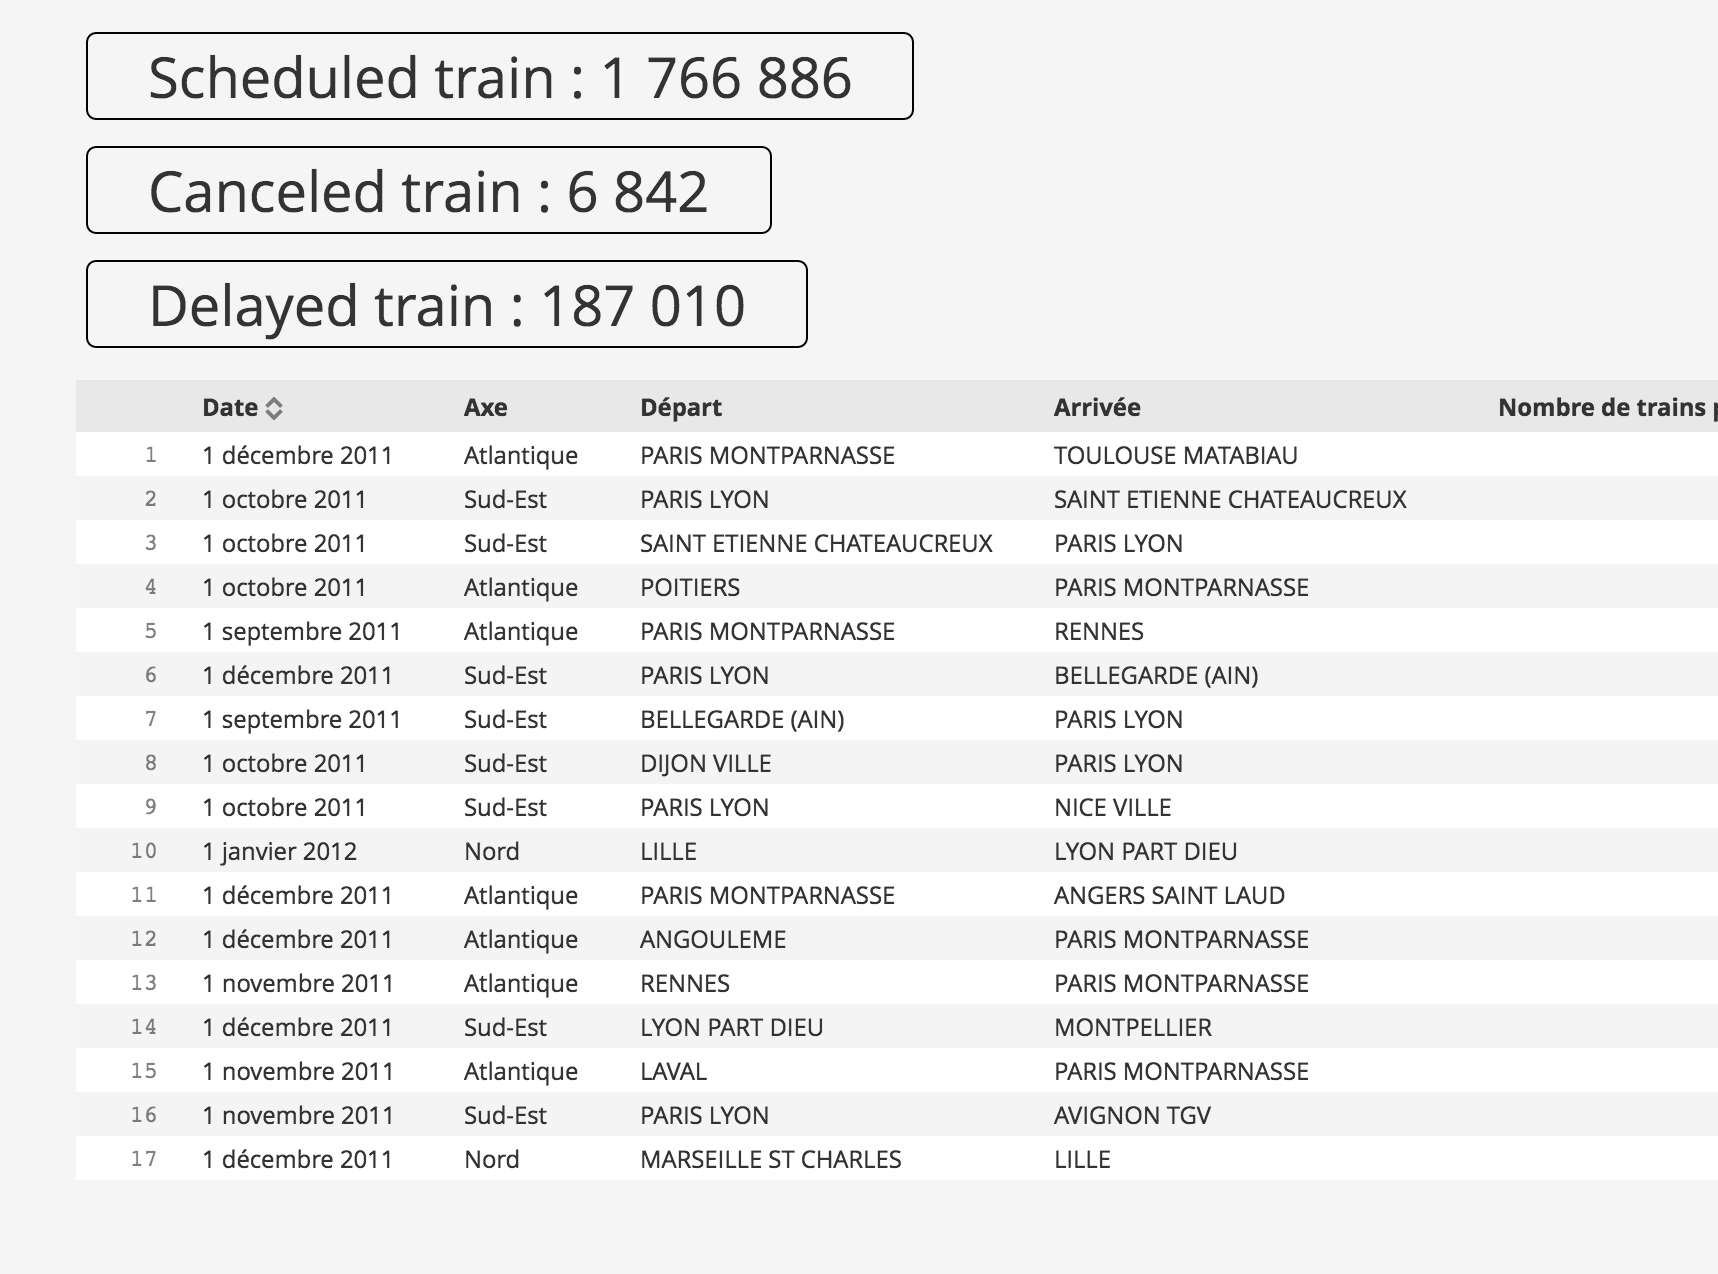 Scheduled train : 1 766 886
Canceled train : 6 842
Delayed train : 187 010
Date Axe Départ Arrivée Nombre de trains
1 1 décembre 2011 Atlantique PARIS MONTPARNASSE TOULOUSE MATABIAU
2 1 octobre 2011 Sud-Est PARIS LYON SAINT ETIENNE CHATEAUCREUX
3 1 octobre 2011 Sud-Est SAINT ETIENNE CHATEAUCREUX PARIS LYON
4 1 octobre 2011 Atlantique POITIERS PARIS MONTPARNASSE
5 1 septembre 2011 Atlantique PARIS MONTPARNASSE RENNES
6 1 décembre 2011 Sud-Est PARIS LYON BELLEGARDE (AIN)
7 1 septembre 2011 Sud-Est BELLEGARDE (AIN) PARIS LYON
8 1 octobre 2011 Sud-Est DIJON VILLE PARIS LYON
9 1 octobre 2011 Sud-Est PARIS LYON NICE VILLE
10 1 janvier 2012 Nord LILLE LYON PART DIEU
11 1 décembre 2011 Atlantique PARIS MONTPARNASSE ANGERS SAINT LAUD
12 1 décembre 2011 Atlantique ANGOULEME PARIS MONTPARNASSE
13 1 novembre 2011 Atlantique RENNES PARIS MONTPARNASSE
14 1 décembre 2011 Sud-Est LYON PART DIEU MONTPELLIER
15 1 novembre 2011 Atlantique LAVAL PARIS MONTPARNASSE
16 1 novembre 2011 Sud-Est PARIS LYON AVIGNON TGV
17 1 décembre 2011 Nord MARSEILLE ST CHARLES LILLE